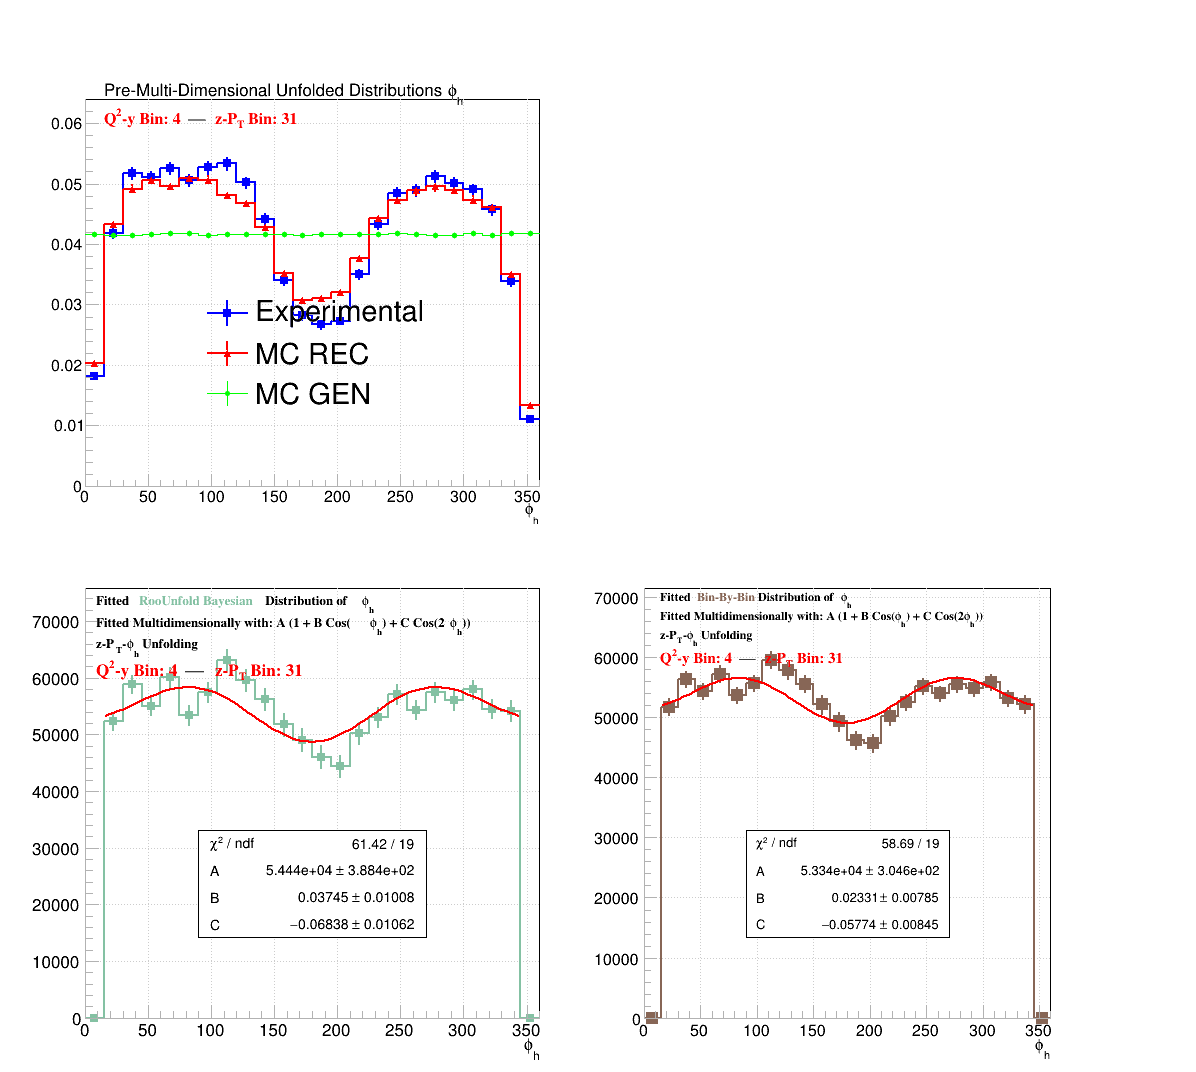 Pre-Multi-Dimensional Unfolded Distributions ϕh
Q²-y Bin: 4 — z-PT Bin: 31
0.06
0.05
0.04
0.03
0.02
0.01
0
Experimental
MC REC
MC GEN
0 50 100 150 200 250 300 350
ϕh
Fitted RooUnfold Bayesian Distribution of ϕh
Fitted Multidimensionally with: A (1 + B Cos( ϕh) + C Cos(2 ϕh))
z-PT-ϕh Unfolding
Q²-y Bin: 4 — z-PT Bin: 31
70000
60000
50000
40000
30000
20000
10000
0
χ² / ndf 61.42 / 19
A 5.444e+04 ± 3.884e+02
B 0.03745 ± 0.01008
C −0.06838 ± 0.01062
0 50 100 150 200 250 300 350
ϕh
Fitted Bin-By-Bin Distribution of ϕh
Fitted Multidimensionally with: A (1 + B Cos(ϕh) + C Cos(2ϕh))
z-PT-ϕh Unfolding
Q²-y Bin: 4 — z-PT Bin: 31
70000
60000
50000
40000
30000
20000
10000
0
χ² / ndf 58.69 / 19
A 5.334e+04 ± 3.046e+02
B 0.02331 ± 0.00785
C −0.05774 ± 0.00845
0 50 100 150 200 250 300 350
ϕh